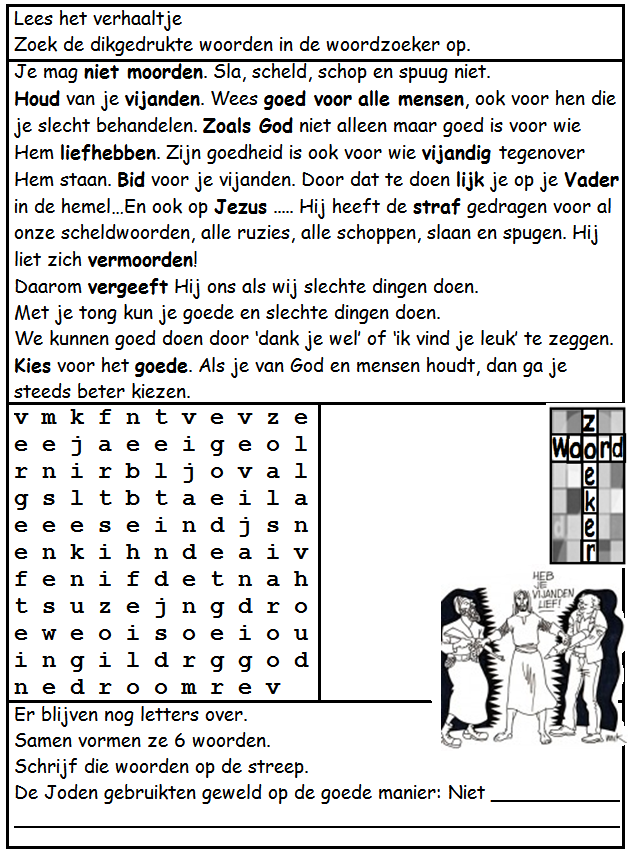 Lees het verhaaltje
Zoek de dikgedrukte woorden in de woordzoeker op.
Je mag niet moorden. Sla, scheld, schop en spuug niet.
Houd van je vijanden. Wees goed voor alle mensen, ook voor hen die
je slecht behandelen. Zoals God niet alleen maar goed is voor wie
Hem liefhebben. Zijn goedheid is ook voor wie vijandig tegenover
Hem staan. Bid voor je vijanden. Door dat te doen lijk je op je Vader
in de hemel…En ook op Jezus ..... Hij heeft de straf gedragen voor al
onze scheldwoorden, alle ruzies, alle schoppen, slaan en spugen. Hij
liet zich vermoorden!
Daarom vergeeft Hij ons als wij slechte dingen doen.
Met je tong kun je goede en slechte dingen doen.
We kunnen goed doen door ‘dank je wel’ of ‘ik vind je leuk’ te zeggen.
Kies voor het goede. Als je van God en mensen houdt, dan ga je
steeds beter kiezen.
v m k f n t v e v z e
e e j a e e i g e o l
r n i r b l j o v a l
g s l t b t a e i l a
e e e s e i n d j s n
e n k i h n d e a i v
f e n i f d e t n a h
t s u z e j n g d r o
e w e o i s o e i o u
i n g i l d r g g o d
n e d r o o m r e v
Woord
zoeker
HEB
JE
VIJANDEN
LIEF!
Er blijven nog letters over.
Samen vormen ze 6 woorden.
Schrijf die woorden op de streep.
De Joden gebruikten geweld op de goede manier: Niet ____________